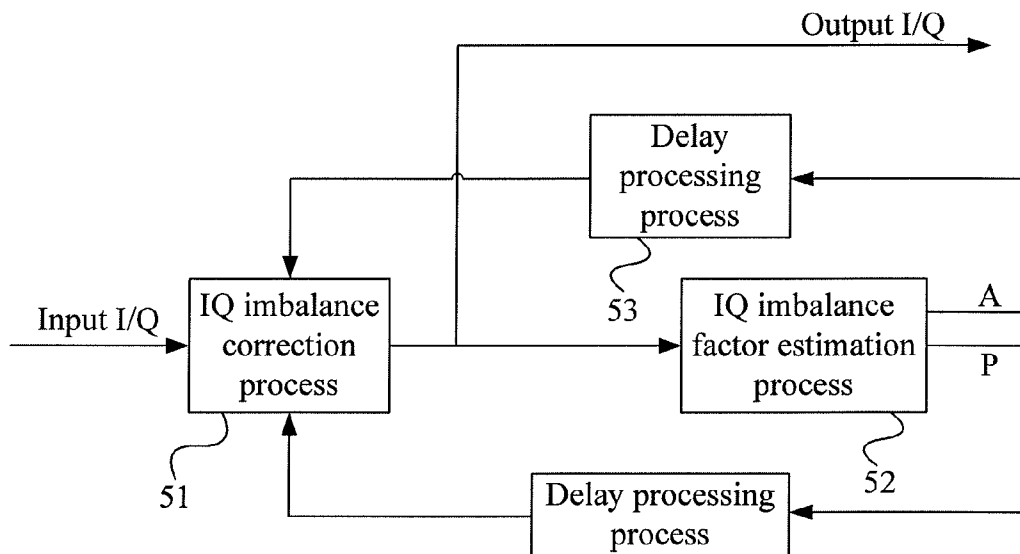 Output I/Q
Delay
processing
process
53
Input I/Q
IQ imbalance
correction
process
51
IQ imbalance
factor estimation
process
A
P
52
Delay processing
process